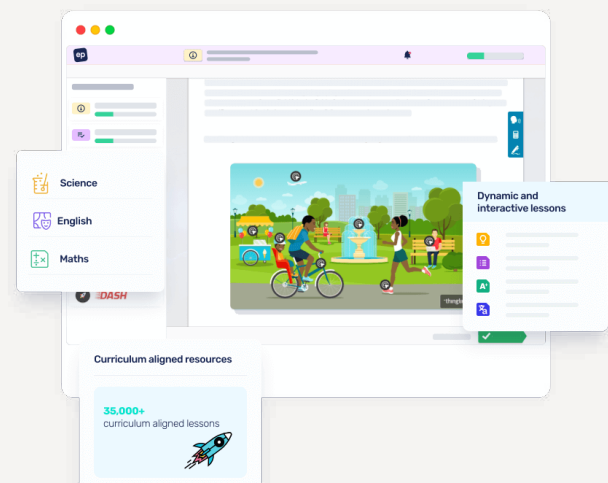 ep
Science
English
Maths
DASH
Dynamic and
interactive lessons
Curriculum aligned resources
35,000+
curriculum aligned lessons